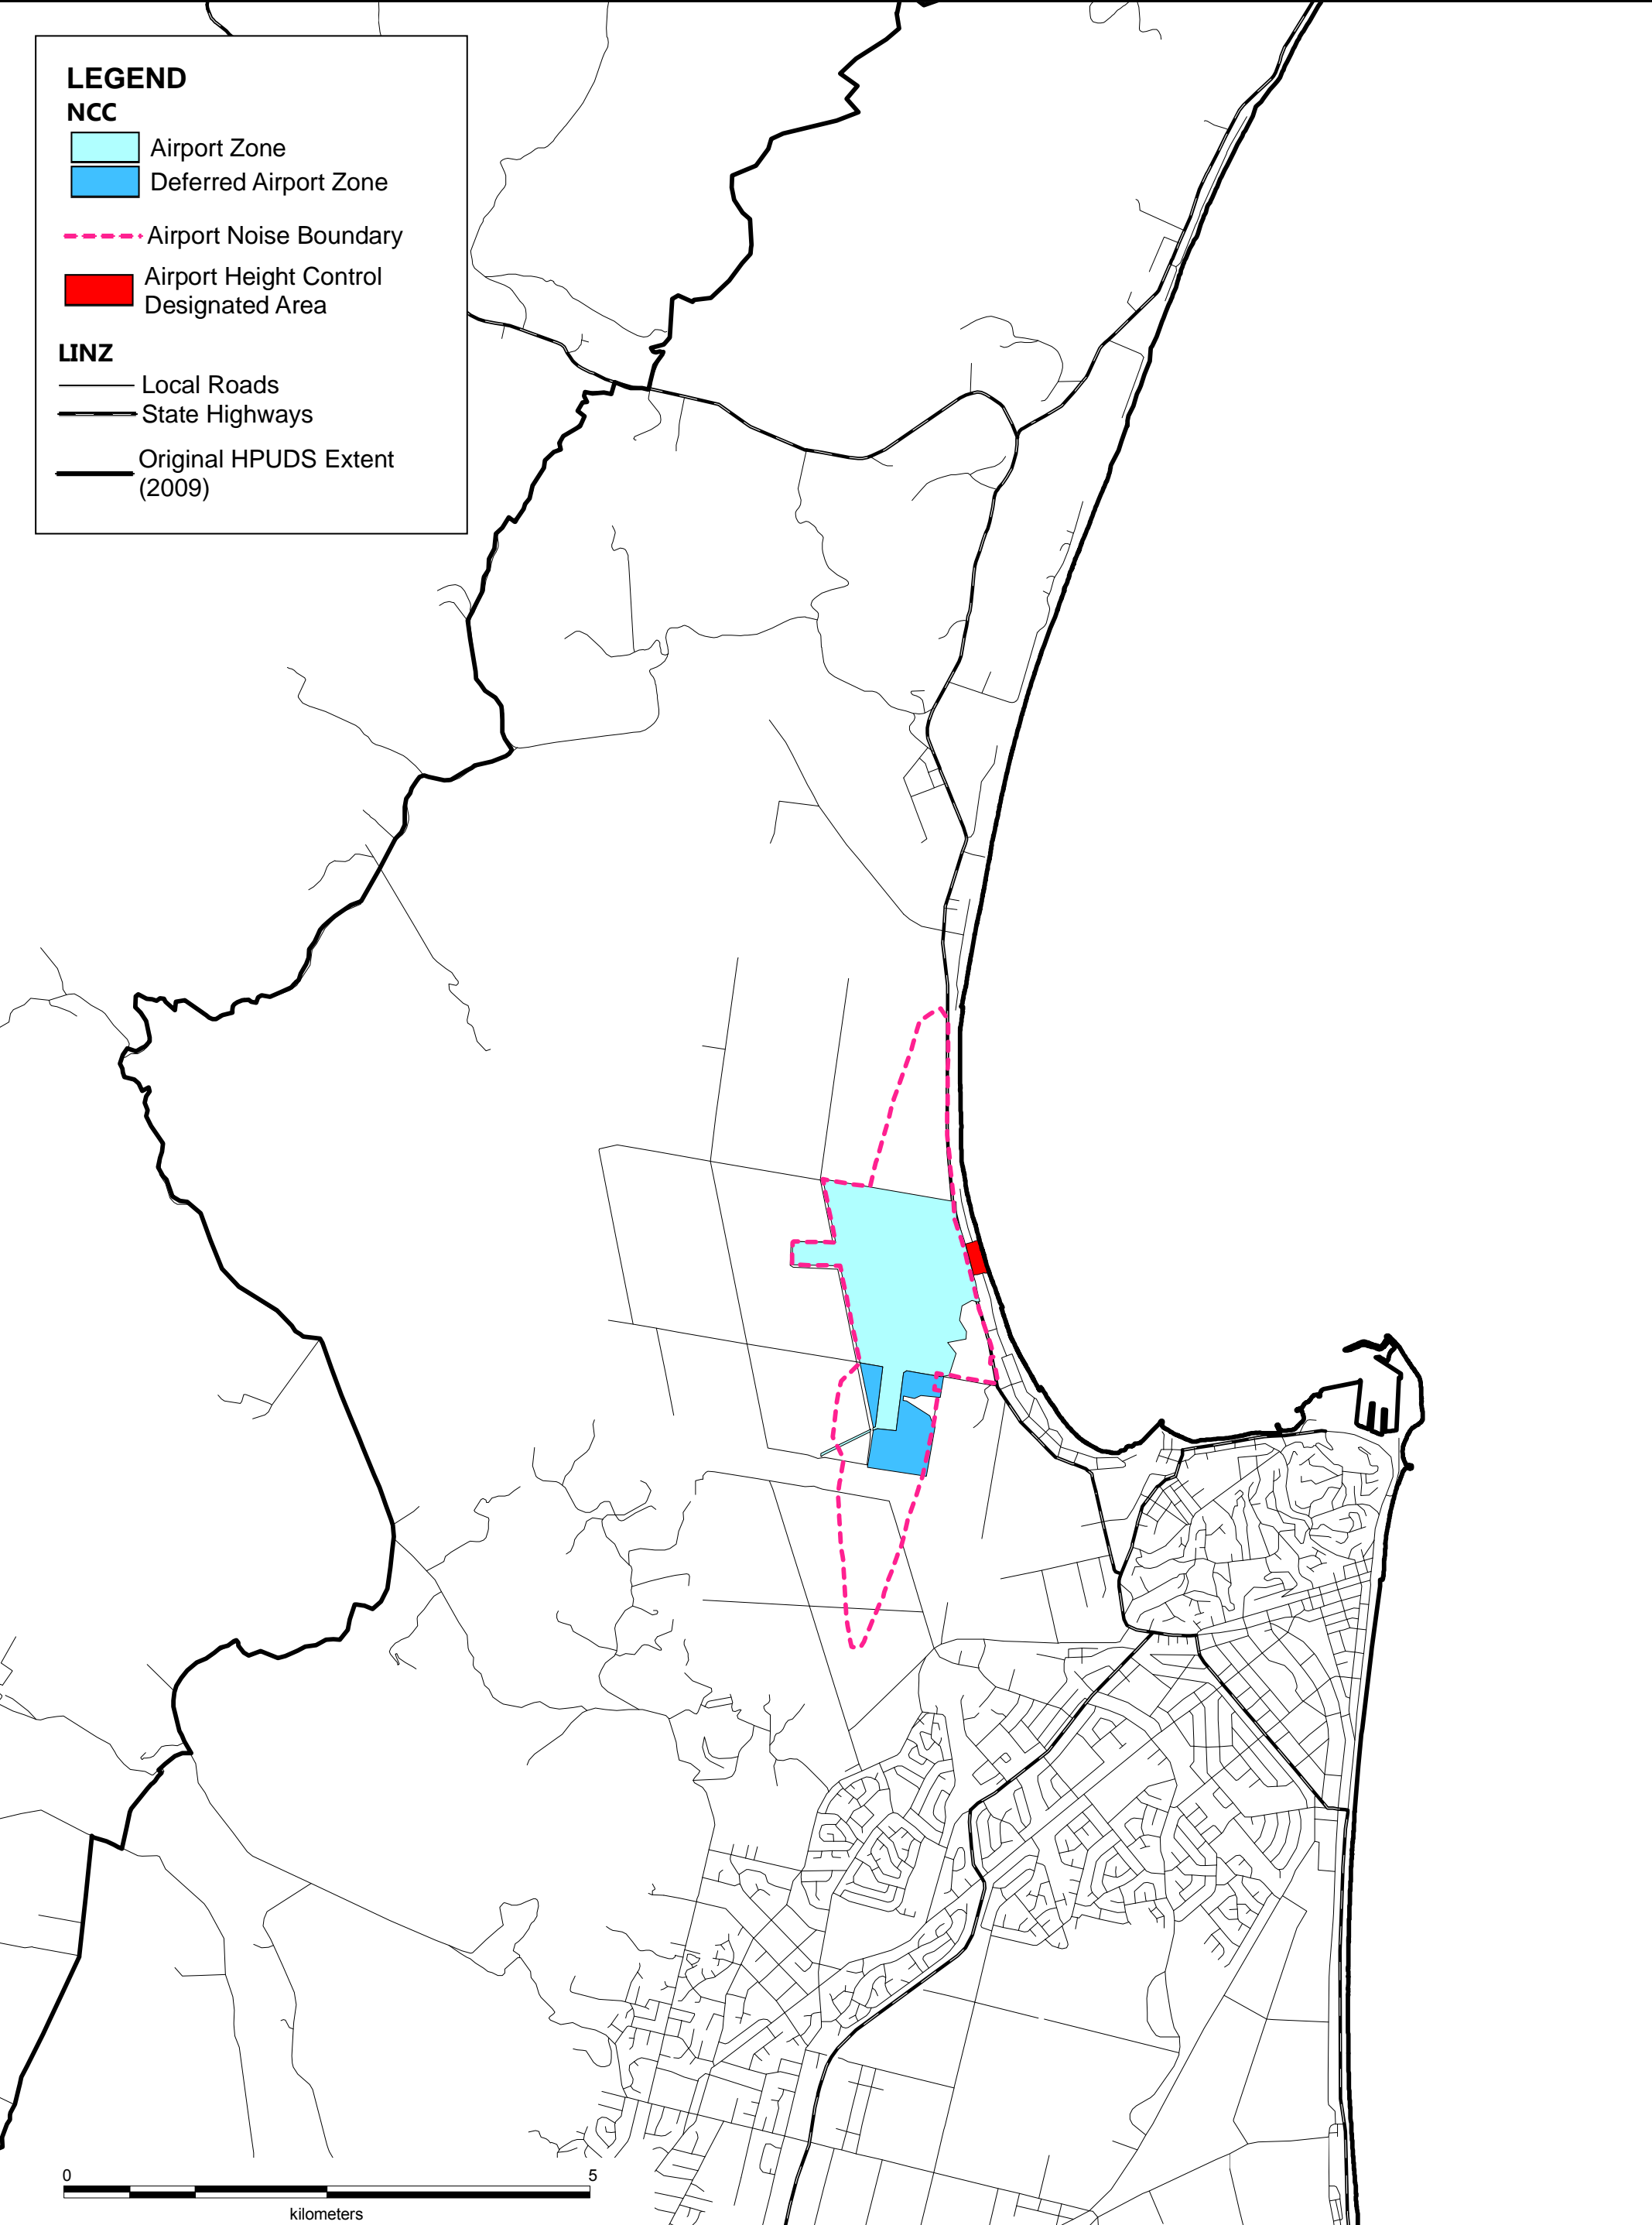 LEGEND
NCC
Airport Zone
Deferred Airport Zone
Airport Noise Boundary
Airport Height Control
Designated Area
LINZ
Local Roads
State Highways
Original HPUDS Extent
(2009)
0 5
kilometers